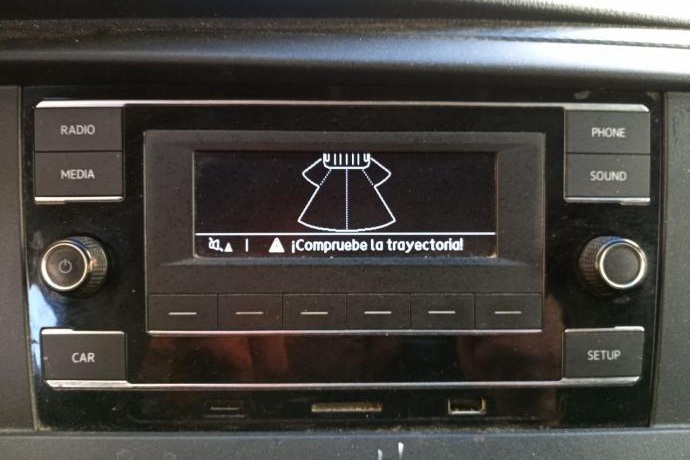 RADIO
PHONE
MEDIA
SOUND
¡Compruebe la trayectoria!
CAR
SETUP